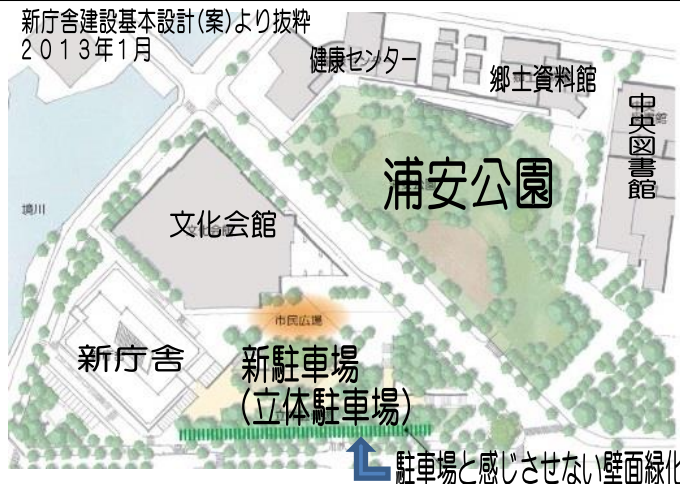 新庁舎建設基本設計(案)より抜粋
２０１３年１月
健康センター
郷土資料館
中央図書館
浦安公園
境川
文化会館
市民広場
新庁舎
新駐車場
(立体駐車場)
駐車場と感じさせない壁面緑化